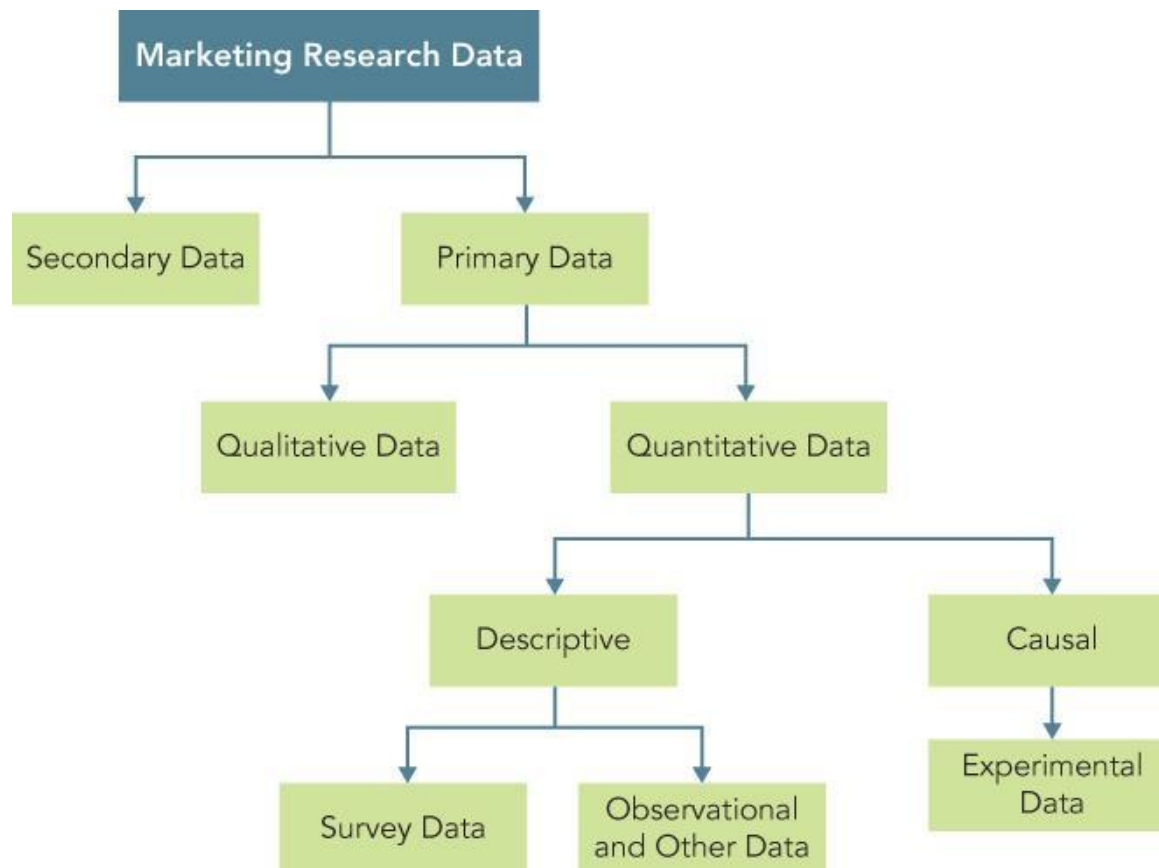 Marketing Research Data
Secondary Data
Primary Data
Qualitative Data
Quantitative Data
Descriptive
Causal
Survey Data
Observational
and Other Data
Experimental
Data